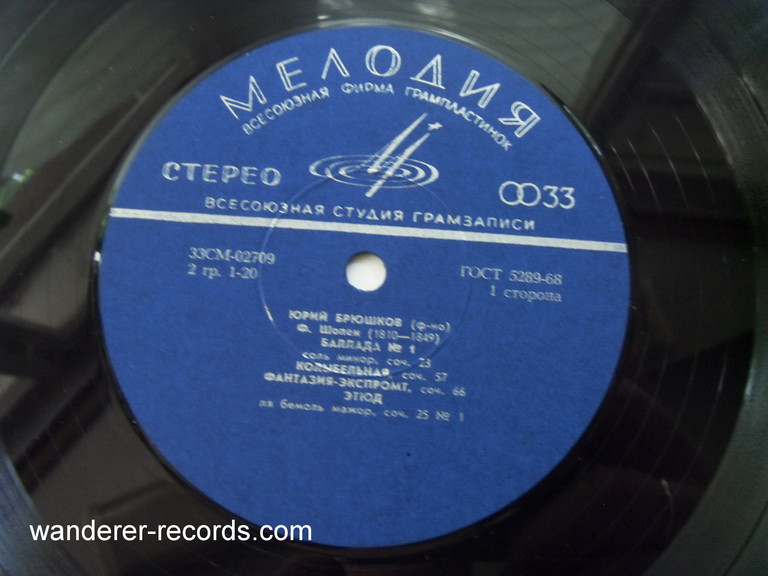 МЕЛОДИЯ
ВСЕСОЮЗНАЯ ФИРМА ГРАМПЛАСТИНОК
СТЕРЕО
33
ВСЕСОЮЗНАЯ СТУДИЯ ГРАМЗАПИСИ
33СМ-02709
2 гр. 1-20
ГОСТ 5289-68
1 сторона
ЮРИЙ БРЮШКОВ (ф-но)
Ф. Шопен (1810—1849)
БАЛЛАДА № 1
соль минор, соч. 23
КОЛЫБЕЛЬНАЯ, соч. 57
ФАНТАЗИЯ-ЭКСПРОМТ, соч. 66
ЭТЮД
ля бемоль мажор, соч. 25 № 1
wanderer-records.com